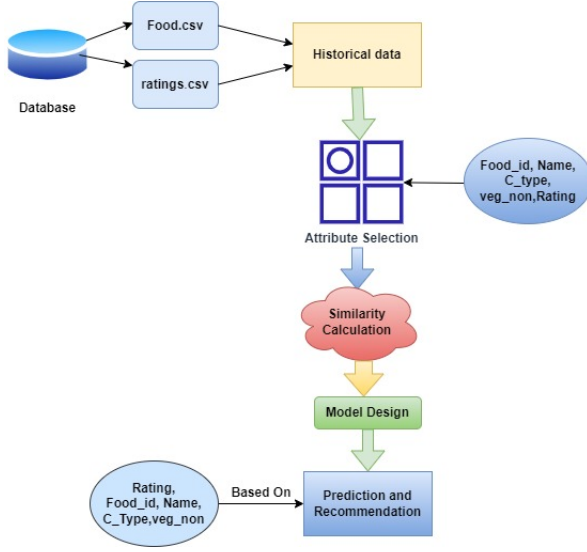 Food.csv
ratings.csv
Database
Historical data
Food_id, Name,
C_type,
veg_non,Rating
Attribute Selection
Similarity
Calculation
Model Design
Rating,
Food_id, Name,
C_Type,veg_non
Based On
Prediction and
Recommendation